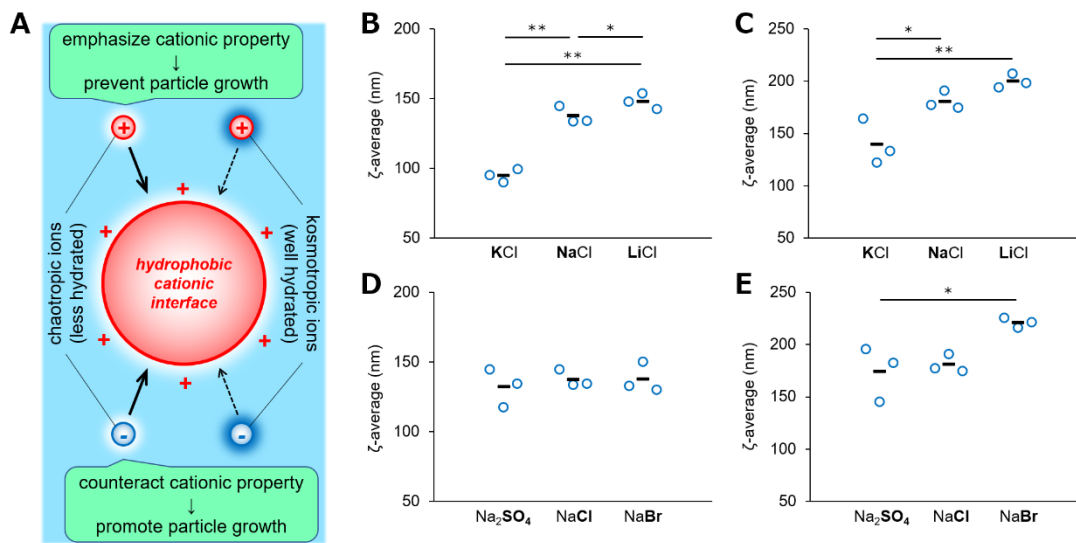 A
emphasize cationic property
↓
prevent particle growth
+
+
chaotropic ions
(less hydrated)
kosmotropic ions
(well hydrated)
+
+
+
+
+
+
hydrophobic
cationic
interface
-
-
counteract cationic property
↓
promote particle growth
B
** *
**
ζ-average (nm)
200
150
100
50
KCl NaCl LiCl
C
*
**
ζ-average (nm)
250
200
150
100
50
KCl NaCl LiCl
D
ζ-average (nm)
200
150
100
50
Na₂SO₄ NaCl NaBr
E
*
ζ-average (nm)
250
200
150
100
50
Na₂SO₄ NaCl NaBr